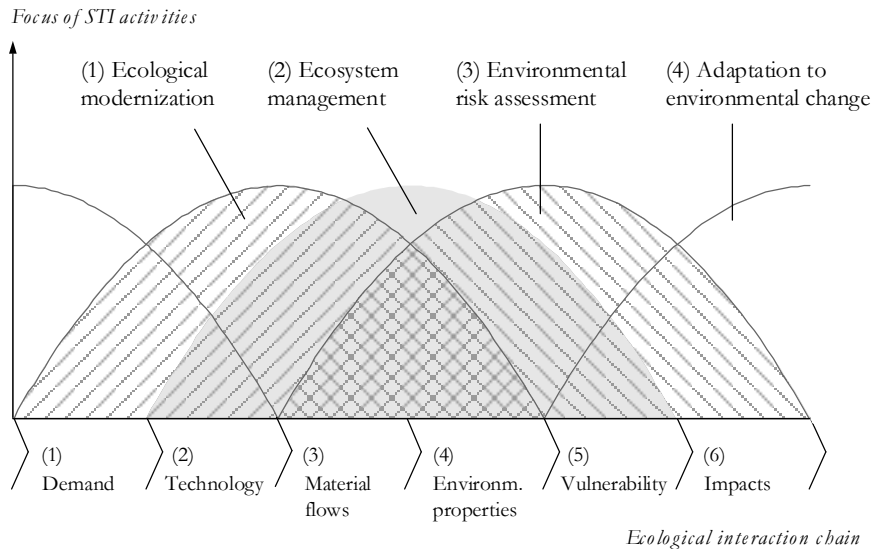 Focus of STI activities
(1) Ecological
modernization
(2) Ecosystem
management
(3) Environmental
risk assessment
(4) Adaptation to
environmental change
(1)
Demand
(2)
Technology
(3)
Material
flows
(4)
Environm.
properties
(5)
Vulnerability
(6)
Impacts
Ecological interaction chain